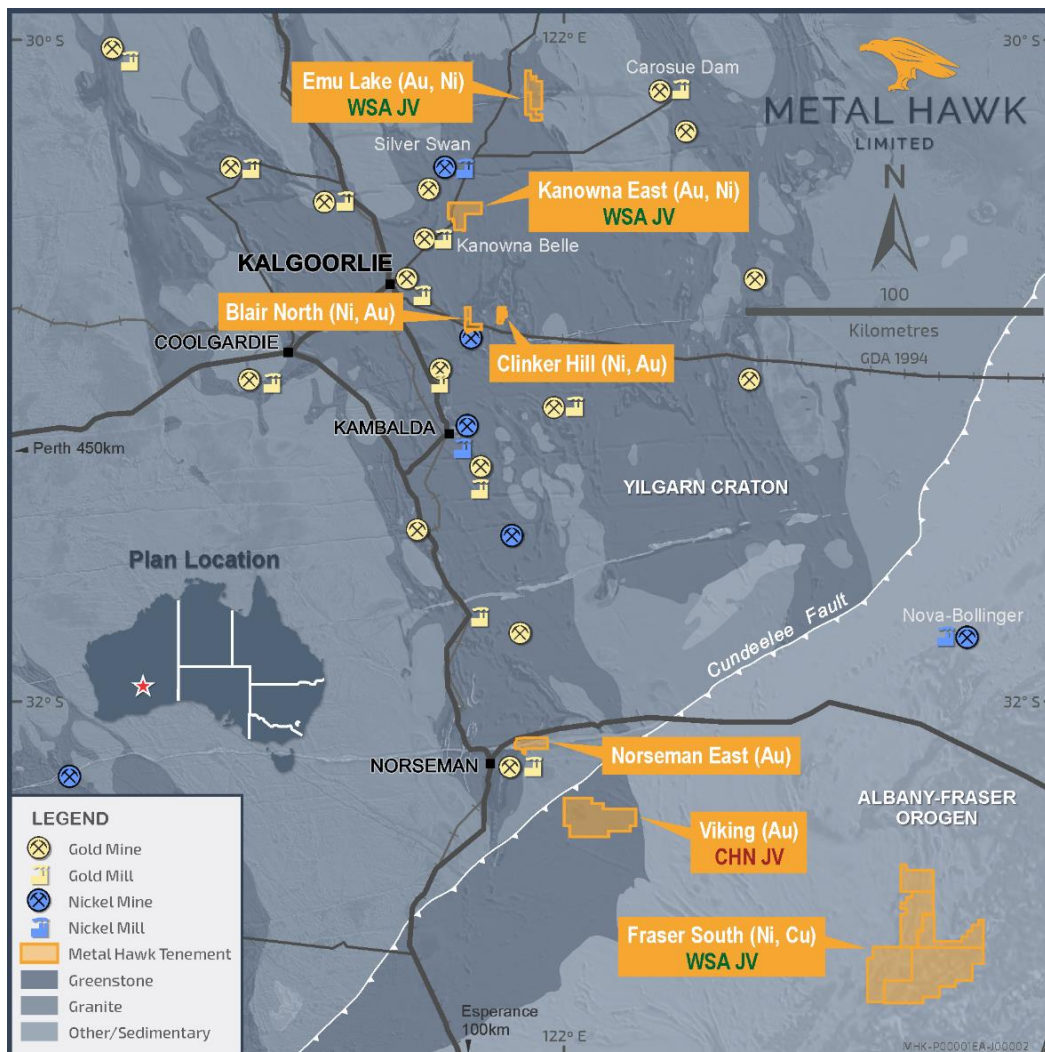 30° S
122° E
30° S
Emu Lake (Au, Ni)
WSA JV
Carosue Dam
METAL HAWK
LIMITED
N
Silver Swan
Kanowna East (Au, Ni)
WSA JV
Kanowna Belle
KALGOORLIE
100
Kilometres
GDA 1994
Blair North (Ni, Au)
COOLGARDIE
Clinker Hill (Ni, Au)
KAMBALDA
Perth 450km
YILGARN CRATON
Plan Location
Cundeelee Fault
Nova-Bollinger
32° S
32° S
Norseman East (Au)
NORSEMAN
ALBANY-FRASER
OROGEN
Viking (Au)
CHN JV
LEGEND
Gold Mine
Gold Mill
Nickel Mine
Nickel Mill
Metal Hawk Tenement
Greenstone
Granite
Other/Sedimentary
Fraser South (Ni, Cu)
WSA JV
Esperance
100km
122° E
MHK-P00001EA-J00002